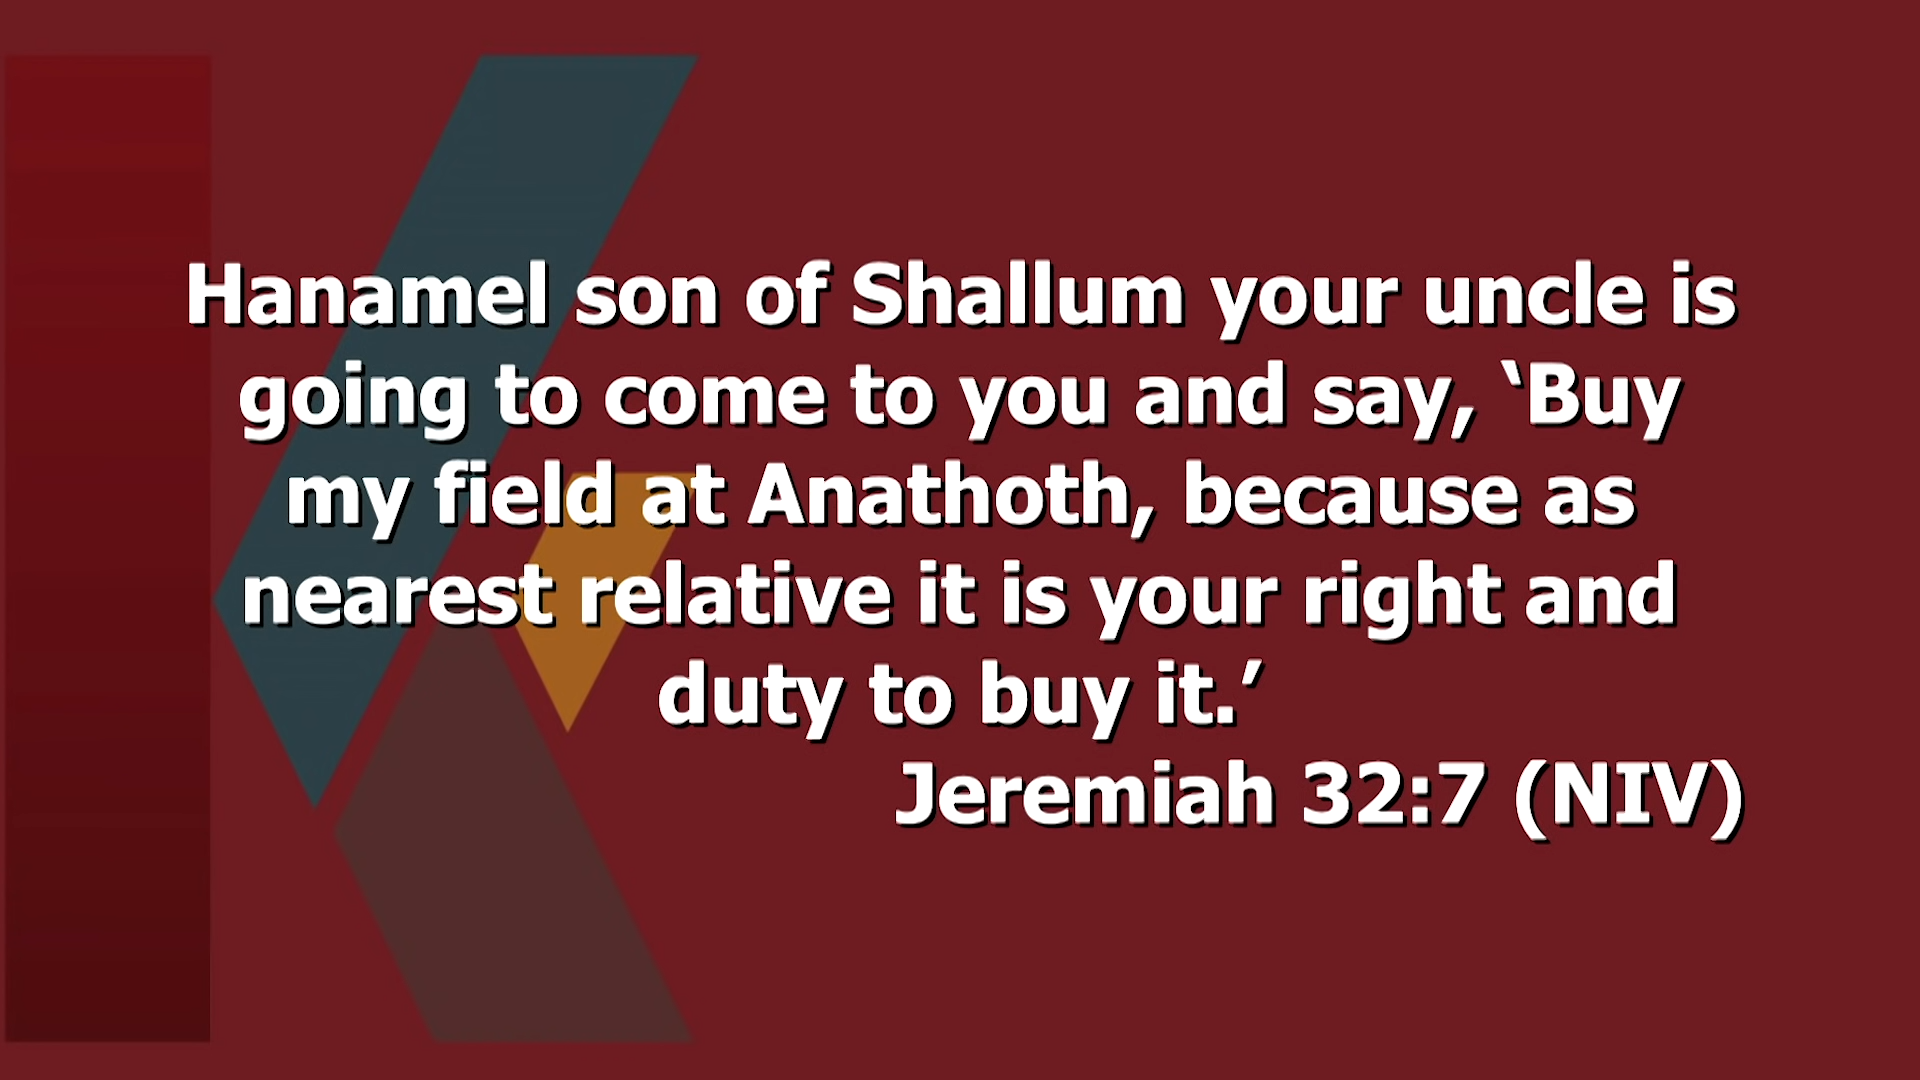 Hanamel son of Shallum your uncle is
going to come to you and say, ‘Buy
my field at Anathoth, because as
nearest relative it is your right and
duty to buy it.’
Jeremiah 32:7 (NIV)